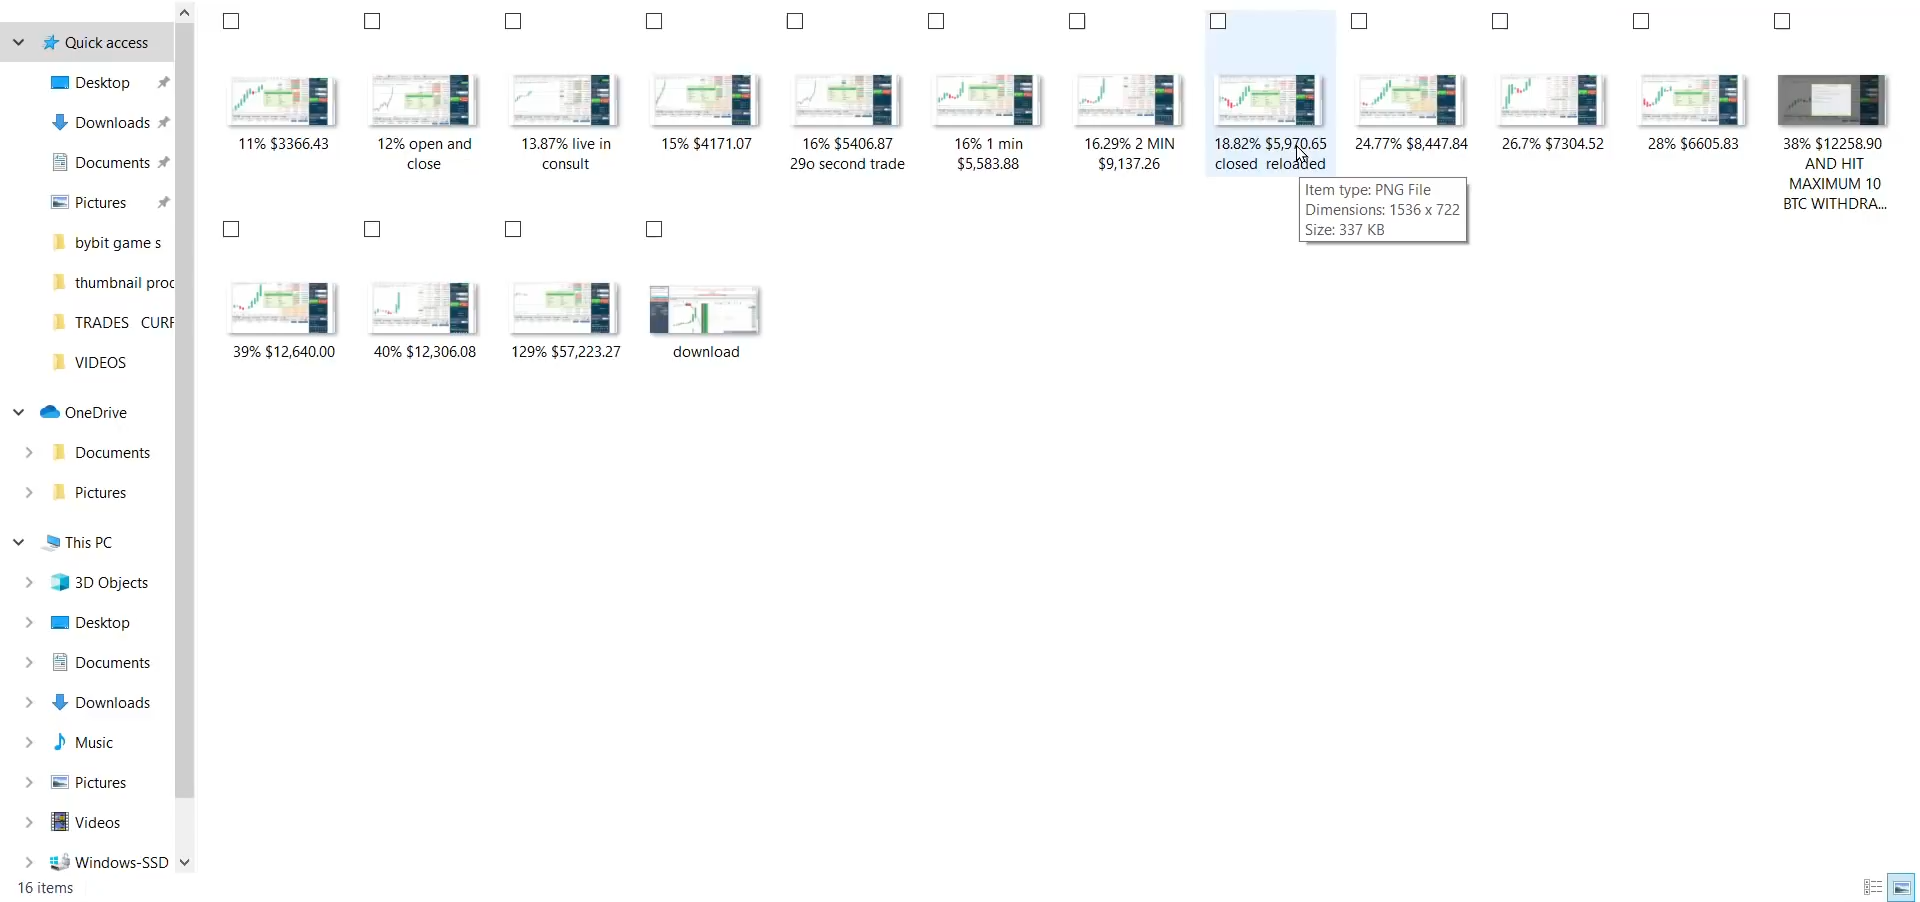 Quick access
Desktop
Downloads
Documents
Pictures
bybit game s
thumbnail proc
TRADES CURF
VIDEOS
OneDrive
Documents
Pictures
This PC
3D Objects
Desktop
Documents
Downloads
Music
Pictures
Videos
Windows-SSD
16 items
11% $3366.43
12% open and
close
13.87% live in
consult
15% $4171.07
16% $5406.87
29o second trade
16% 1 min
$5,583.88
16.29% 2 MIN
$9,137.26
18.82% $5,970.65
closed reloaded
24.77% $8,447.84
26.7% $7304.52
28% $6605.83
38% $12258.90
AND HIT
MAXIMUM 10
BTC WITHDRA...
Item type: PNG File
Dimensions: 1536 x 722
Size: 337 KB
39% $12,640.00
40% $12,306.08
129% $57,223.27
download